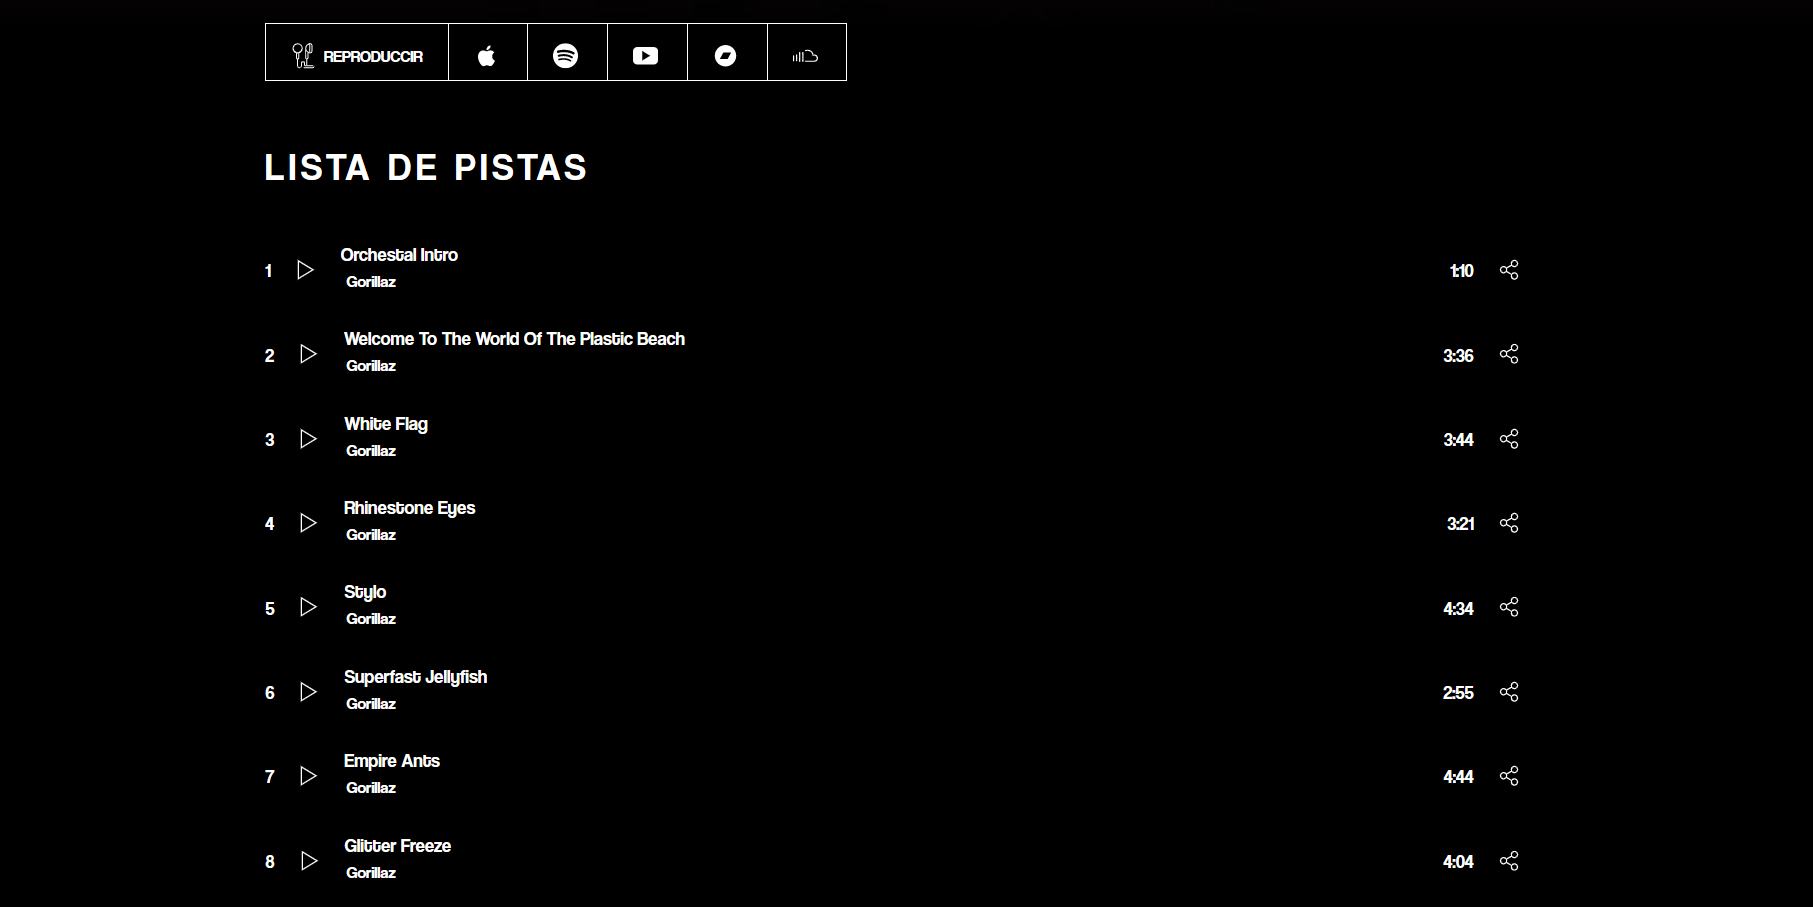 REPRODUCCIR
LISTA DE PISTAS
1 Orchestal Intro 1:10
Gorillaz
2 Welcome To The World Of The Plastic Beach 3:36
Gorillaz
3 White Flag 3:44
Gorillaz
4 Rhinestone Eyes 3:21
Gorillaz
5 Stylo 4:34
Gorillaz
6 Superfast Jellyfish 2:55
Gorillaz
7 Empire Ants 4:44
Gorillaz
8 Glitter Freeze 4:04
Gorillaz